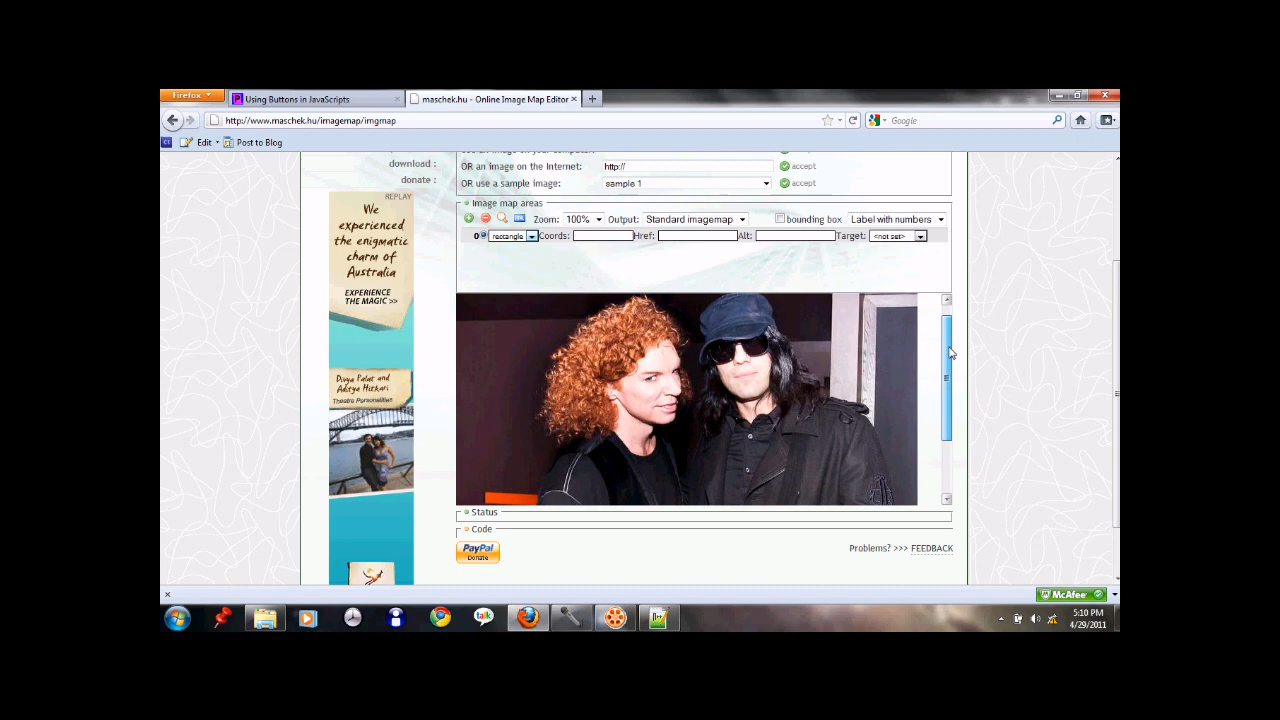 Firefox
Using Buttons in JavaScripts
maschek.hu - Online Image Map Editor
http://www.maschek.hu/imagemap/imgmap
Google
Edit
Post to Blog
download :
donate :
OR an image on the Internet:
http://
accept
OR use a sample image:
sample 1
accept
REPLAY
We
experienced
the enigmatic
charm of
Australia
EXPERIENCE
THE MAGIC >>
Divya Palat and
Aditya Hitkari
Theatre Personalities
Image map areas
Zoom: 100% Output: Standard imagemap bounding box Label with numbers
0 rectangle Coords: Href: Alt: Target: <not set>
Status
Code
PayPal
Donate
Problems? >>> FEEDBACK
McAfee
talk
5:10 PM
4/29/2011